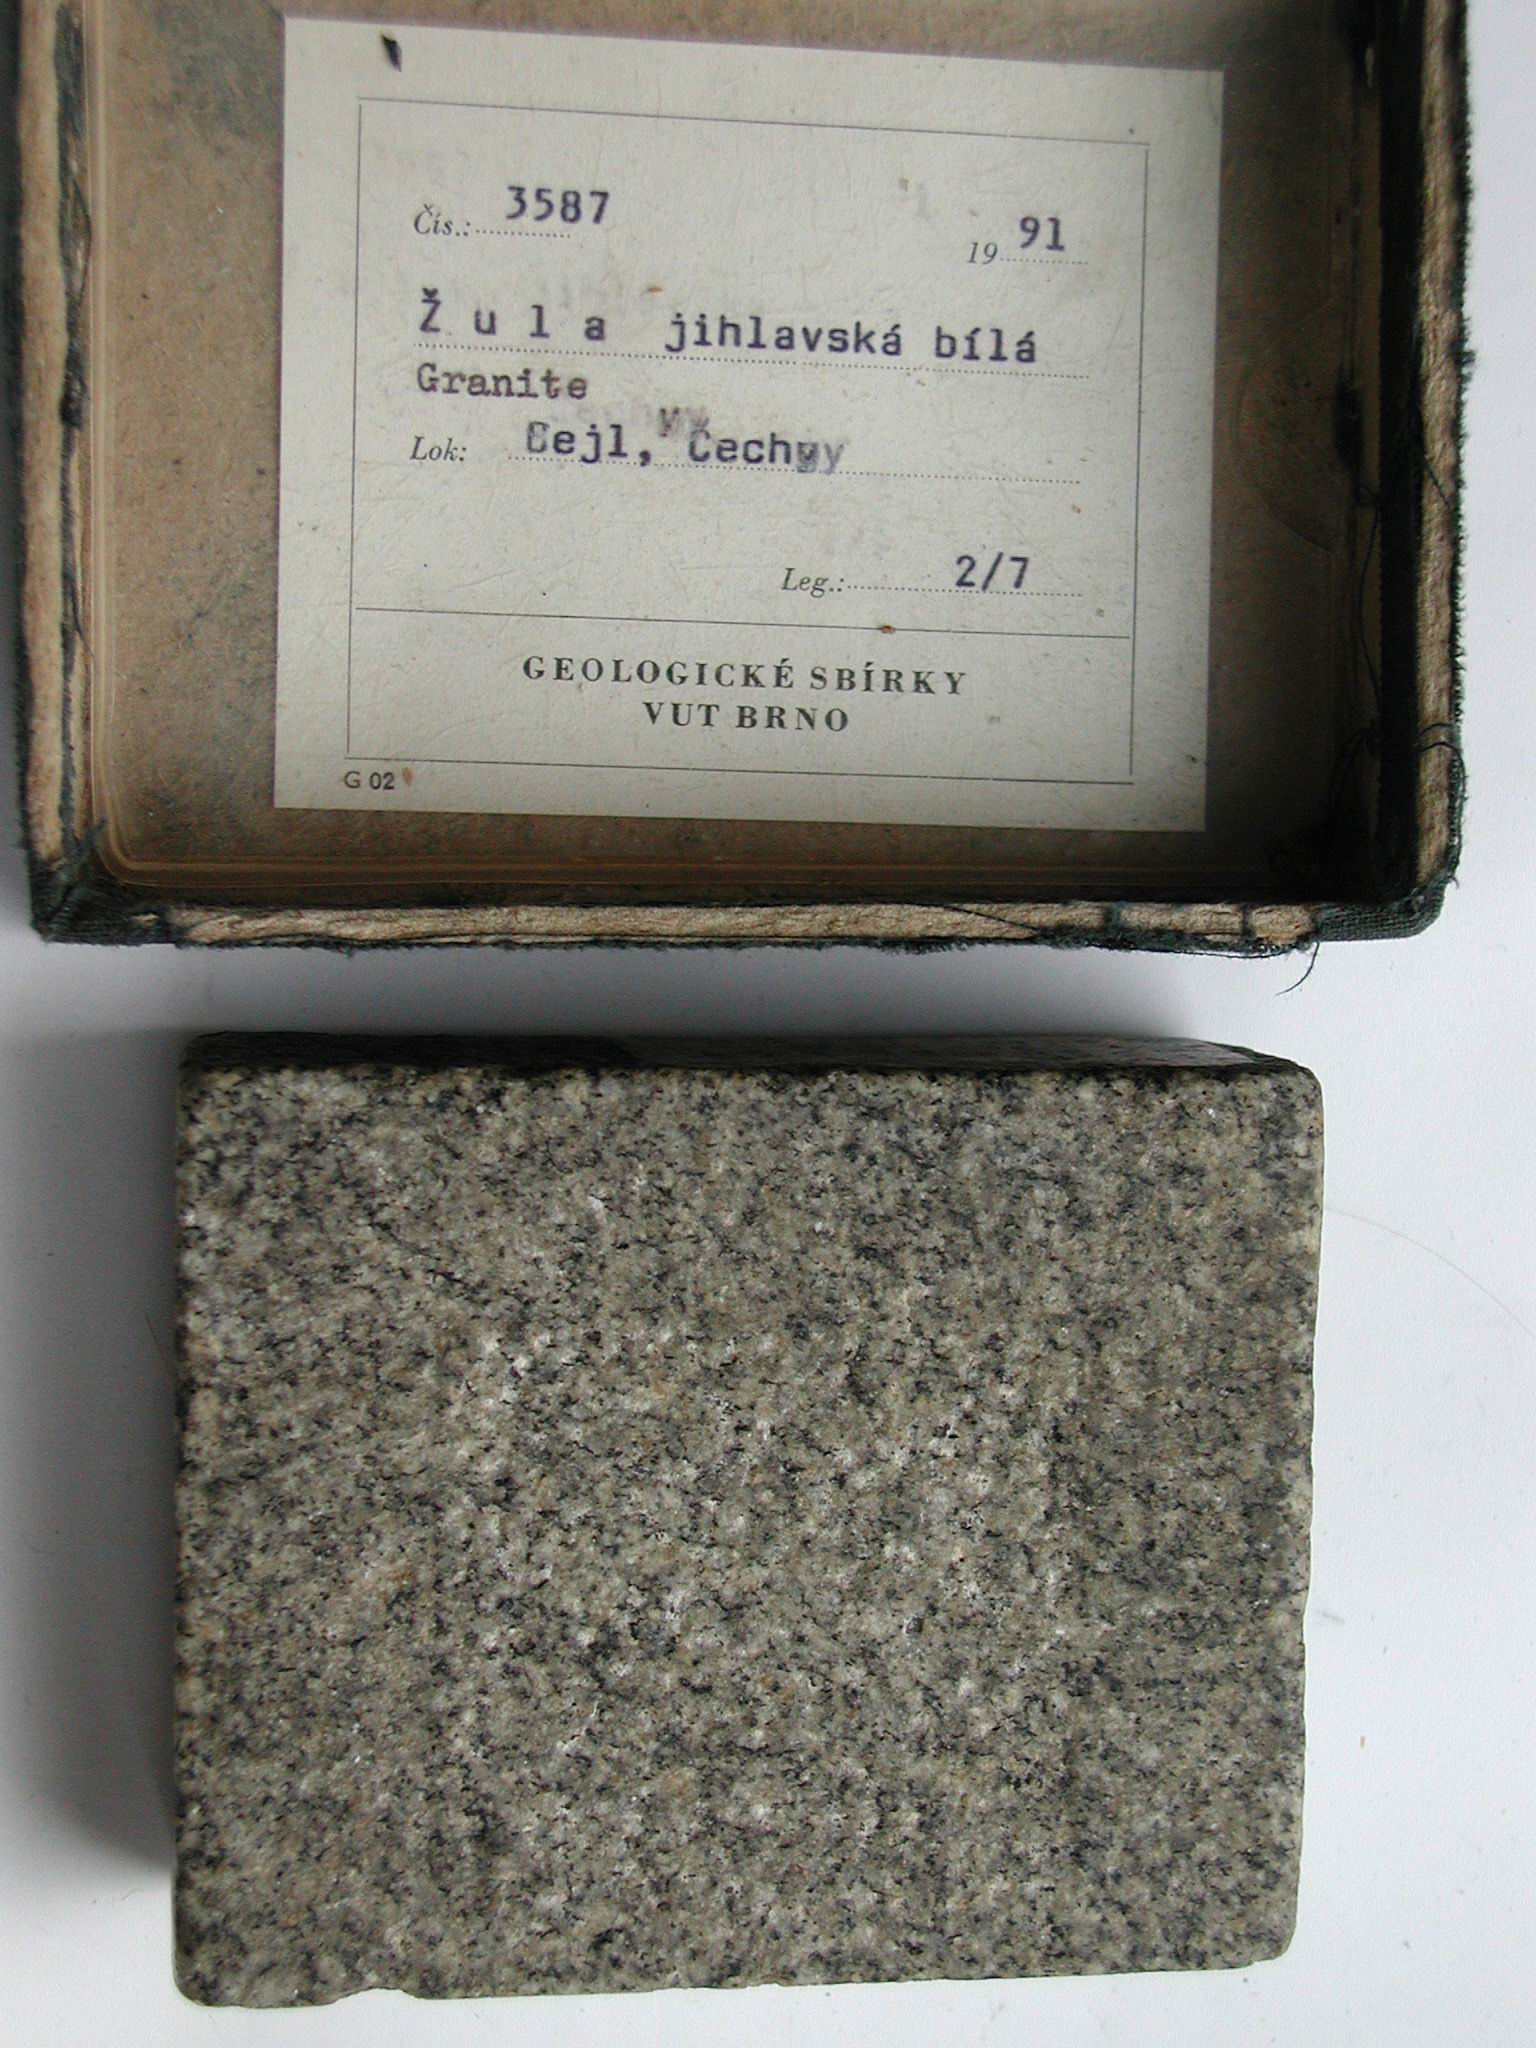 Čís.: 3587
19 91
Žula jihlavská bílá
Granite
Lok: Cejl, Čechy
Leg.: 2/7
GEOLOGICKÉ SBÍRKY
VUT BRNO
G 02